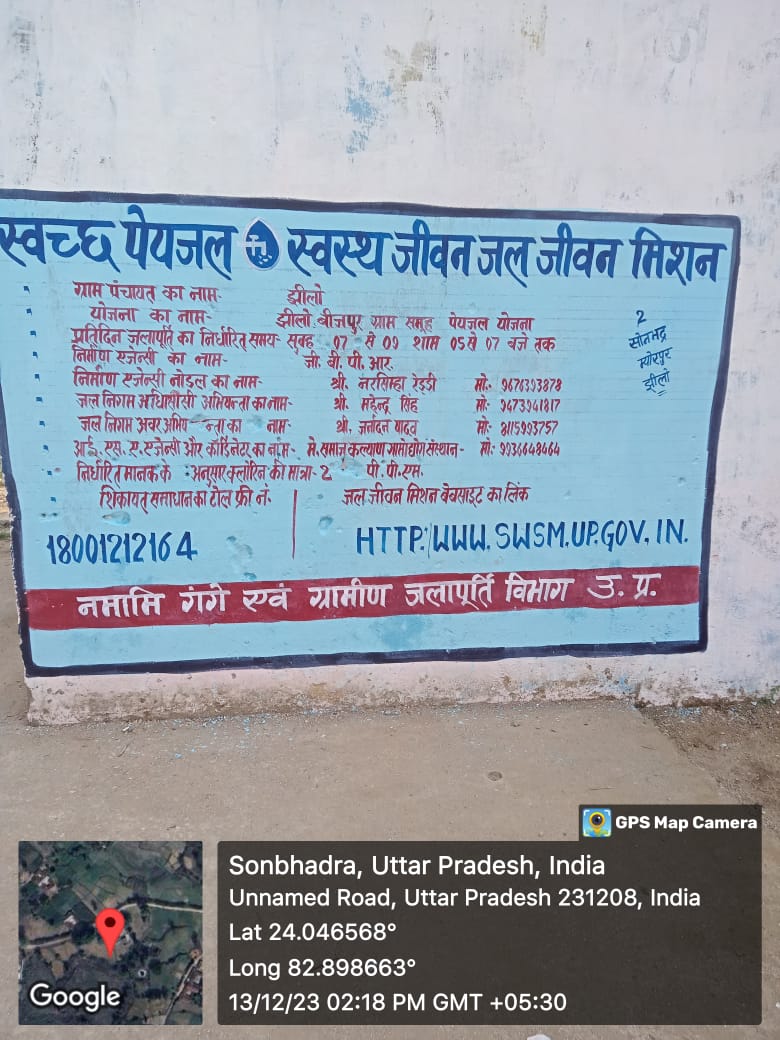 स्वच्छ पेयजल स्वस्थ जीवन जल जीवन मिशन
ग्राम पंचायत का नाम- झीलो
योजना का नाम- झीलो बीजपुर ग्राम समूह पेयजल योजना
प्रतिदिन जलापूर्ति का निर्धारित समय- सुबह 07 से 09 शाम 05 से 07 बजे तक
निर्माण एजेन्सी का नाम- जी. वी. पी. आर.
निर्माण एजेन्सी नोडल का नाम- श्री. नरसिम्हा रेड्डी मो:- 9674393878
जल निगम अधिशासी अभियन्ता का नाम- श्री. महेन्द्र सिंह मो:- 9473941817
जल निगम अवर अभि न्ता का नाम- श्री. जनार्दन यादव मो:- 8115993757
आई. एस. ए. एजेन्सी और कॉर्डिनेटर का नाम- मे. समाज कल्याण ग्रामोद्योग संस्थान- मो:- 9936648464
निर्धारित मानक के अनुसार क्लोरिन की मात्रा- 2 पी. पी. एम.
2
सोनभद्र
म्योरपुर
झीलो
शिकायत समाधान का टोल फ्री नं.
18001212164
जल जीवन मिशन वेबसाइट का लिंक
HTTP:/WWW.SWSM.UP.GOV.IN.
नमामि गंगे एवं ग्रामीण जलापूर्ति विभाग उ. प्र.
GPS Map Camera
Sonbhadra, Uttar Pradesh, India
Unnamed Road, Uttar Pradesh 231208, India
Lat 24.046568°
Long 82.898663°
13/12/23 02:18 PM GMT +05:30
Google